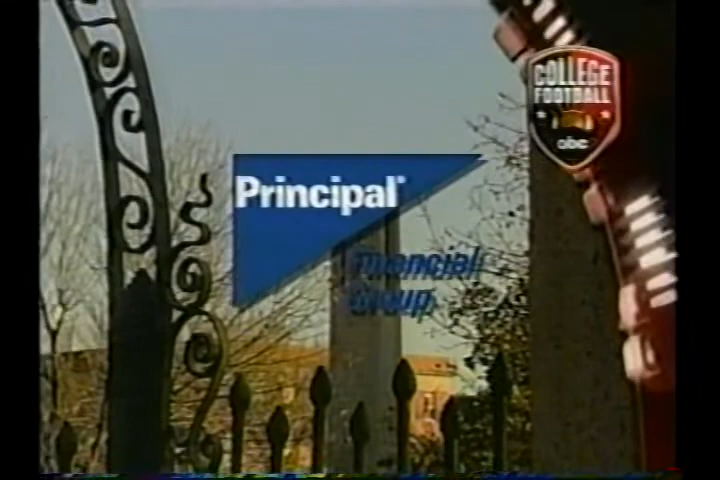 COLLEGE
FOOTBALL
abc
Principal®
Financial
Group